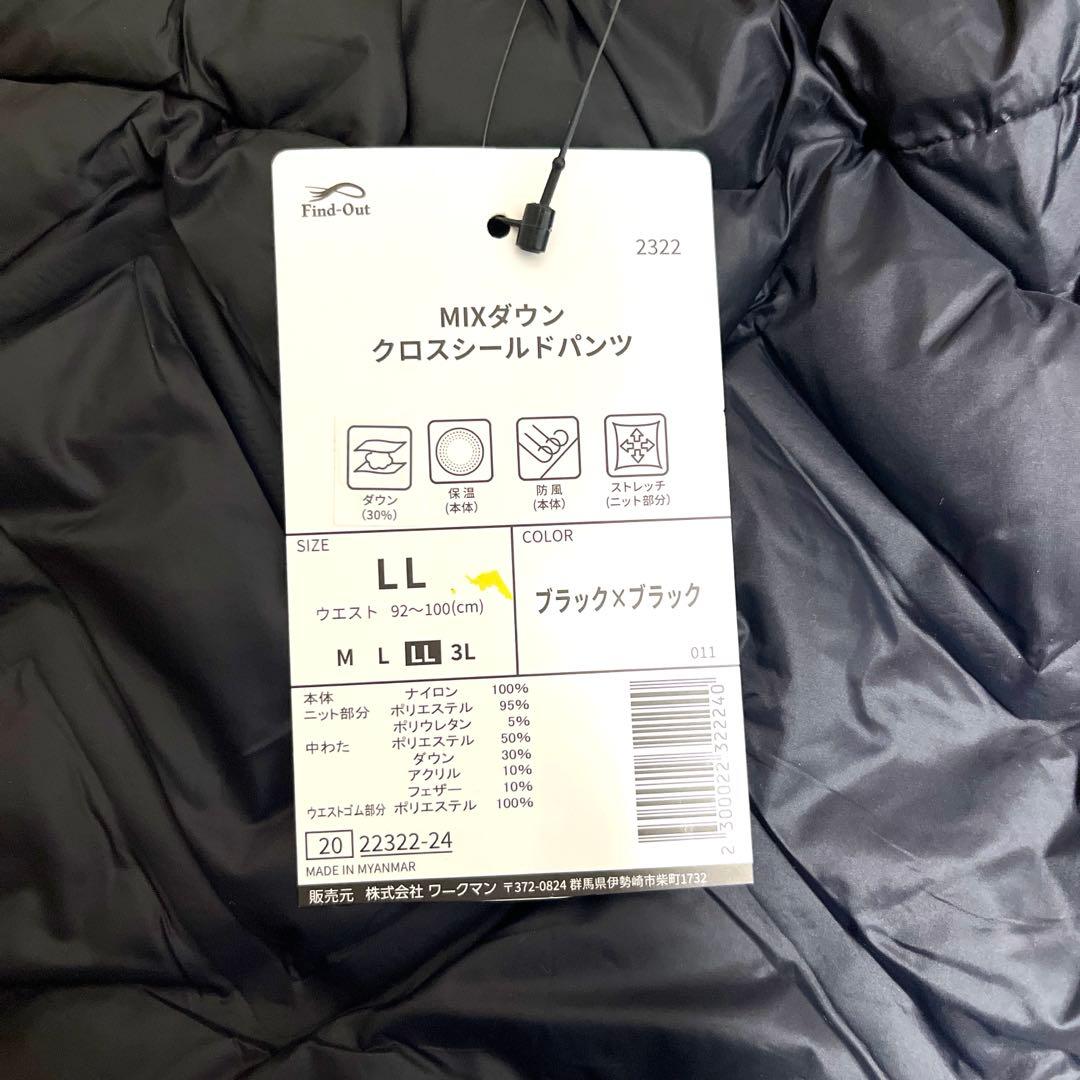 Find-Out
2322
MIXダウン
クロスシールドパンツ
ダウン
(30%)
保温
(本体)
防風
(本体)
ストレッチ
(ニット部分)
SIZE
LL
ウエスト 92〜100(cm)
M L LL 3L
COLOR
ブラック×ブラック
011
本体 ナイロン 100%
ニット部分 ポリエステル 95%
ポリウレタン 5%
中わた ポリエステル 50%
ダウン 30%
アクリル 10%
フェザー 10%
ウエストゴム部分 ポリエステル 100%
20 22322-24
MADE IN MYANMAR
2300022322240
販売元 株式会社 ワークマン 〒372-0824 群馬県伊勢崎市柴町1732